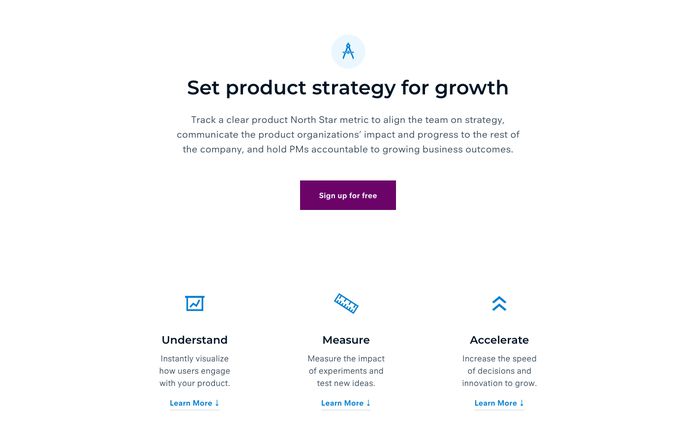 Set product strategy for growth
Track a clear product North Star metric to align the team on strategy,
communicate the product organizations' impact and progress to the rest of
the company, and hold PMs accountable to growing business outcomes.
Sign up for free
Understand
Instantly visualize
how users engage
with your product.
Learn More ↓
Measure
Measure the impact
of experiments and
test new ideas.
Learn More ↓
Accelerate
Increase the speed
of decisions and
innovation to grow.
Learn More ↓